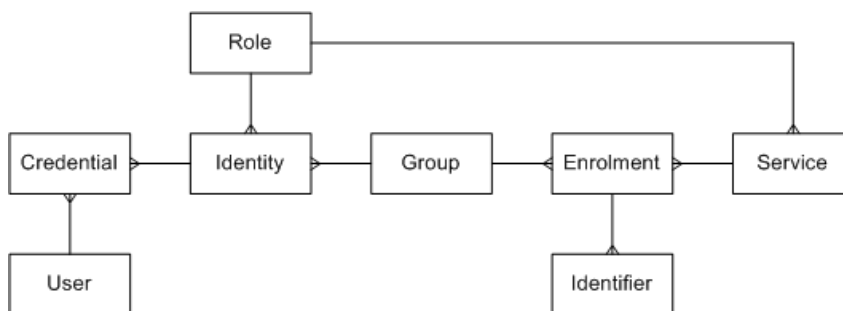 Role
Credential
Identity
Group
Enrolment
Service
User
Identifier